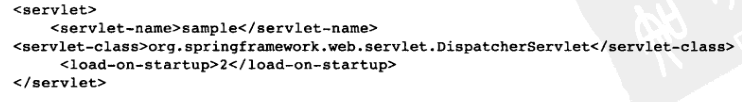 <servlet>
    <servlet-name>sample</servlet-name>
<servlet-class>org.springframework.web.servlet.DispatcherServlet</servlet-class>
    <load-on-startup>2</load-on-startup>
</servlet>